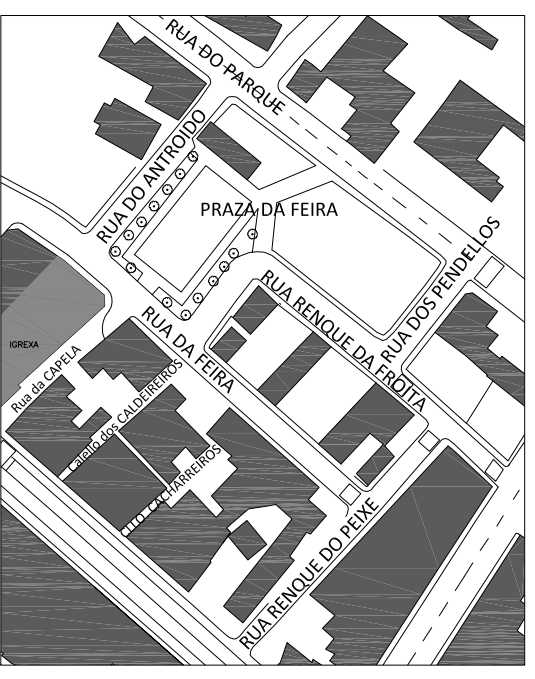 RUA DO PARQUE
RUA DO ANTROIDO
PRAZA DA FEIRA
RUA DOS PENDELLOS
RUA RENQUE DA FROITA
RUA DA FEIRA
IGREXA
Rua da CAPELA
Calello dos CALDEIREIROS
CACHARREIROS
RUA RENQUE DO PEIXE